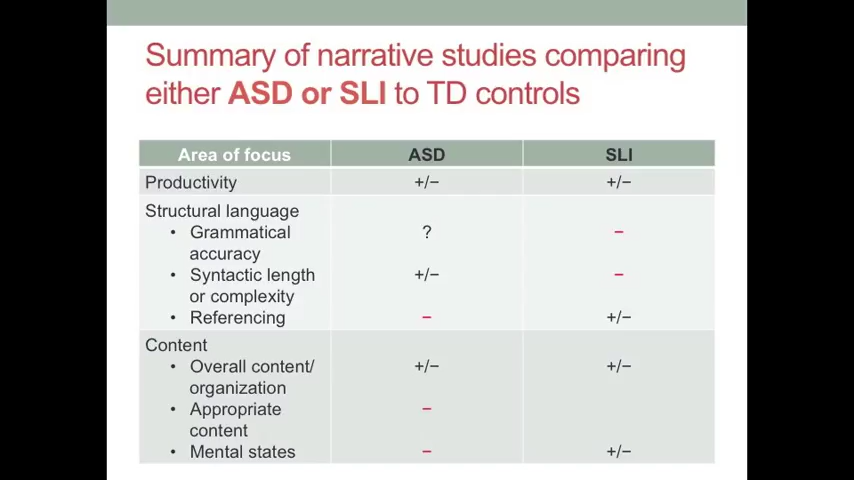 Summary of narrative studies comparing
either ASD or SLI to TD controls
Area of focus ASD SLI
Productivity +/− +/−
Structural language
• Grammatical ? −
accuracy
• Syntactic length +/− −
or complexity
• Referencing − +/−
Content
• Overall content/ +/− +/−
organization
• Appropriate −
content
• Mental states − +/−